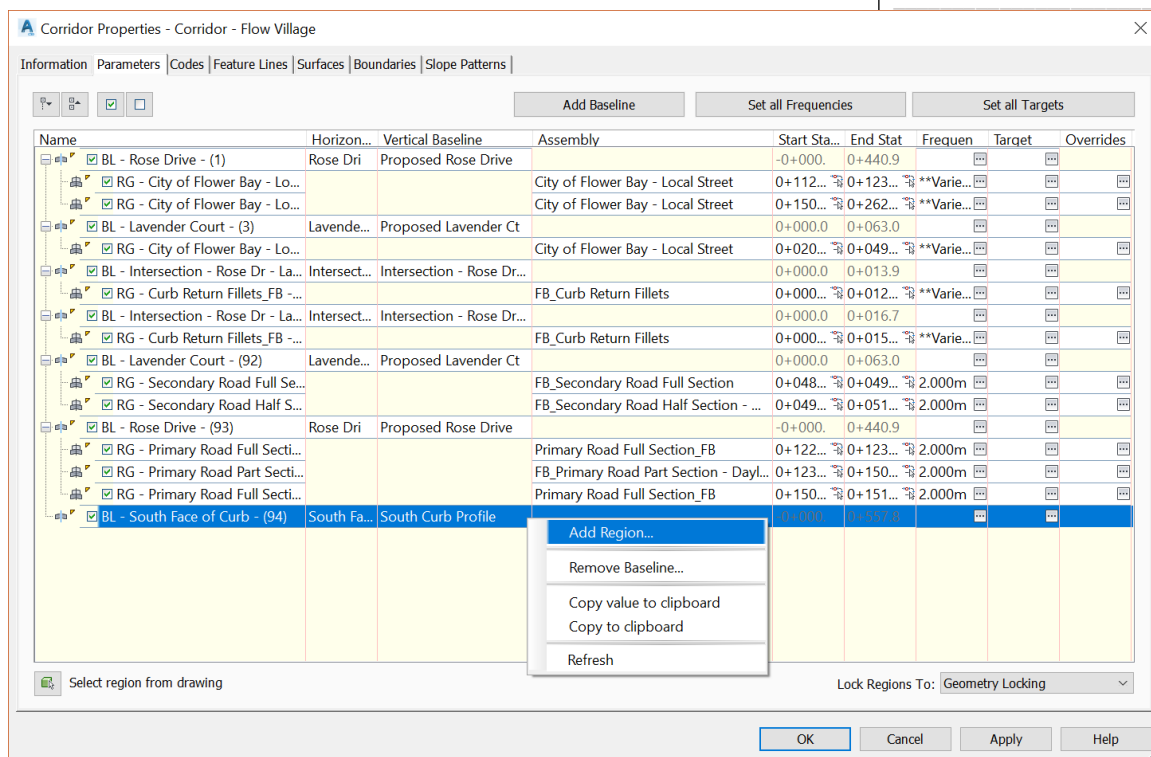 Corridor Properties - Corridor - Flow Village
Information Parameters Codes Feature Lines Surfaces Boundaries Slope Patterns
Add Baseline Set all Frequencies Set all Targets
Name Horizon... Vertical Baseline Assembly Start Sta... End Stat Frequen Target Overrides
BL - Rose Drive - (1) Rose Dri Proposed Rose Drive -0+000. 0+440.9
RG - City of Flower Bay - Lo... City of Flower Bay - Local Street 0+112... 0+123... **Varie...
RG - City of Flower Bay - Lo... City of Flower Bay - Local Street 0+150... 0+262... **Varie...
BL - Lavender Court - (3) Lavende... Proposed Lavender Ct 0+000.0 0+063.0
RG - City of Flower Bay - Lo... City of Flower Bay - Local Street 0+020... 0+049... **Varie...
BL - Intersection - Rose Dr - La... Intersect... Intersection - Rose Dr... 0+000.0 0+013.9
RG - Curb Return Fillets_FB -... FB_Curb Return Fillets 0+000... 0+012... **Varie...
BL - Intersection - Rose Dr - La... Intersect... Intersection - Rose Dr... 0+000.0 0+016.7
RG - Curb Return Fillets_FB -... FB_Curb Return Fillets 0+000... 0+015... **Varie...
BL - Lavender Court - (92) Lavende... Proposed Lavender Ct 0+000.0 0+063.0
RG - Secondary Road Full Se... FB_Secondary Road Full Section 0+048... 0+049... 2.000m
RG - Secondary Road Half S... FB_Secondary Road Half Section - ... 0+049... 0+051... 2.000m
BL - Rose Drive - (93) Rose Dri Proposed Rose Drive -0+000. 0+440.9
RG - Primary Road Full Secti... Primary Road Full Section_FB 0+122... 0+123... 2.000m
RG - Primary Road Part Secti... FB_Primary Road Part Section - Dayl... 0+123... 0+150... 2.000m
RG - Primary Road Full Secti... Primary Road Full Section_FB 0+150... 0+151... 2.000m
BL - South Face of Curb - (94) South Fa... South Curb Profile -0+000. 0+557.8
Add Region...
Remove Baseline...
Copy value to clipboard
Copy to clipboard
Refresh
Select region from drawing Lock Regions To: Geometry Locking
OK Cancel Apply Help